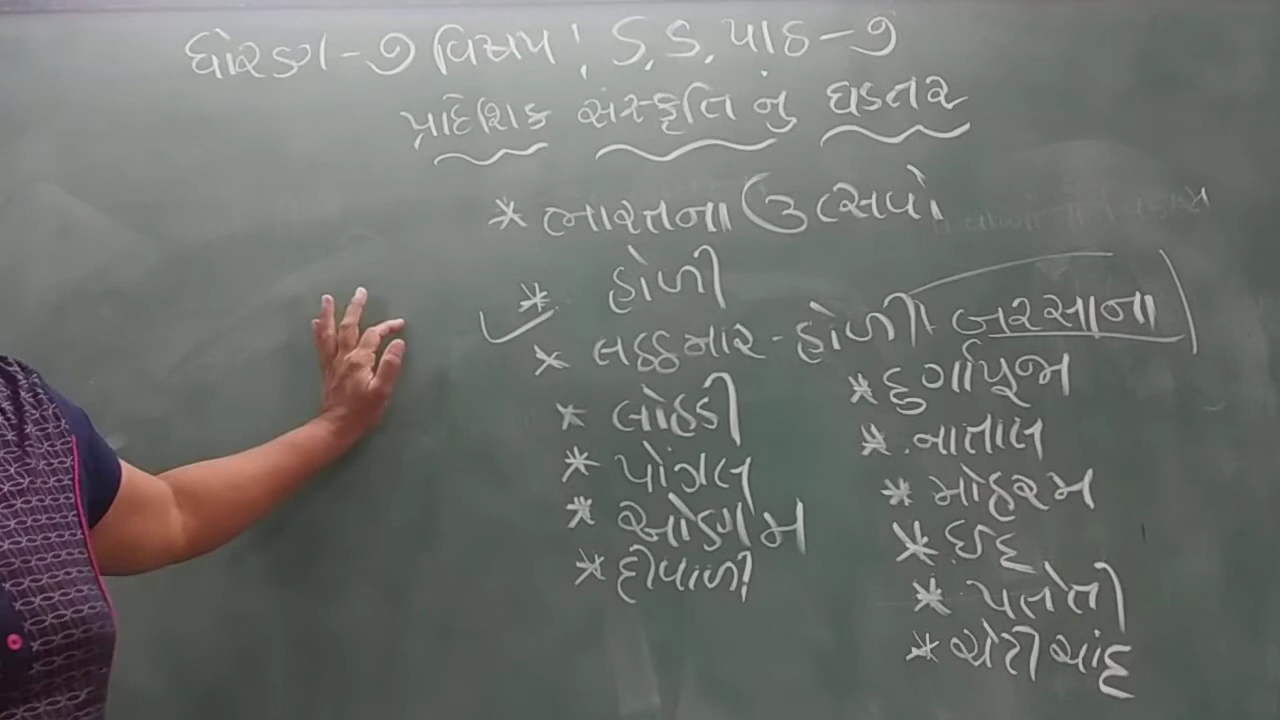 ધોરણ-૭ વિષય: S.S. પાઠ-૭
પ્રાદેશિક સંસ્કૃતિનું ઘડતર
* ભારતના ઉત્સવો
* હોળી
* લઠ્ઠમાર-હોળી બરસાના
* લોહડી
* પોંગલ
* ઓણમ
* દીવાળી
* દુર્ગાપૂજા
* નાતાલ
* મોહરમ
* ઈદ
* પતેતી
* ચેટીચાંદ